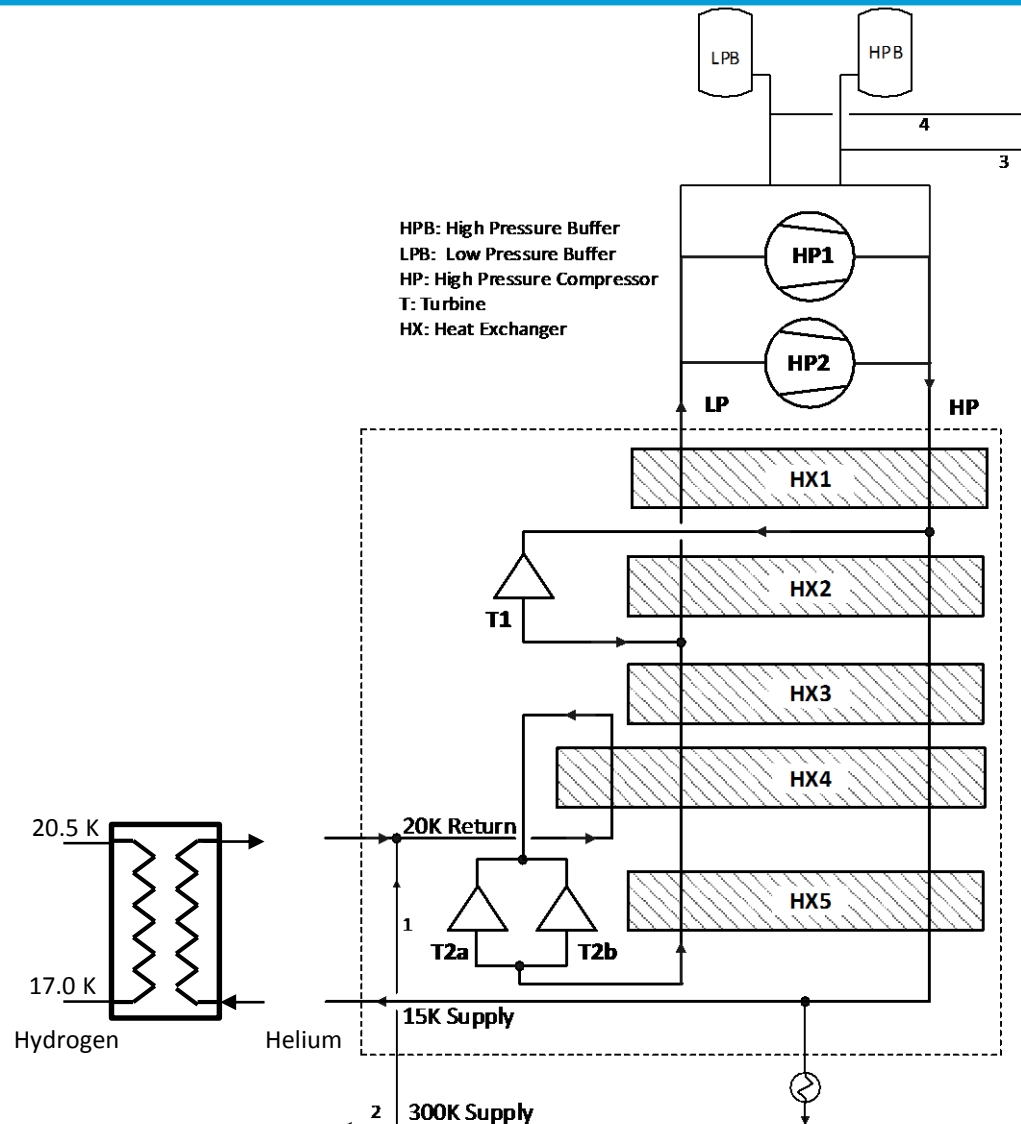 LPB
HPB
4
3
HPB: High Pressure Buffer
LPB: Low Pressure Buffer
HP: High Pressure Compressor
T: Turbine
HX: Heat Exchanger
HP1
HP2
LP
HP
HX1
HX2
T1
HX3
HX4
20.5 K
20K Return
HX5
1
T2a
T2b
17.0 K
15K Supply
Hydrogen
Helium
2
300K Supply